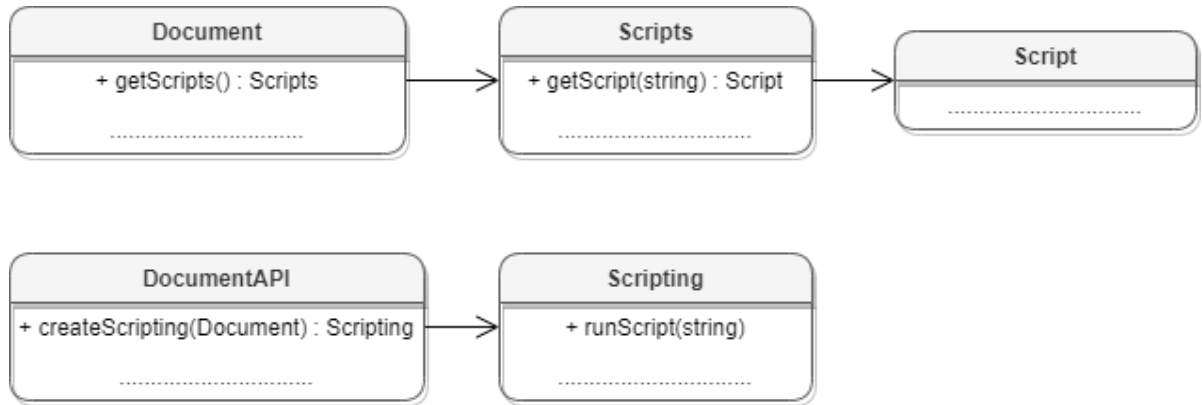 Document
+ getScripts() : Scripts
Scripts
+ getScript(string) : Script
Script
DocumentAPI
+ createScripting(Document) : Scripting
Scripting
+ runScript(string)